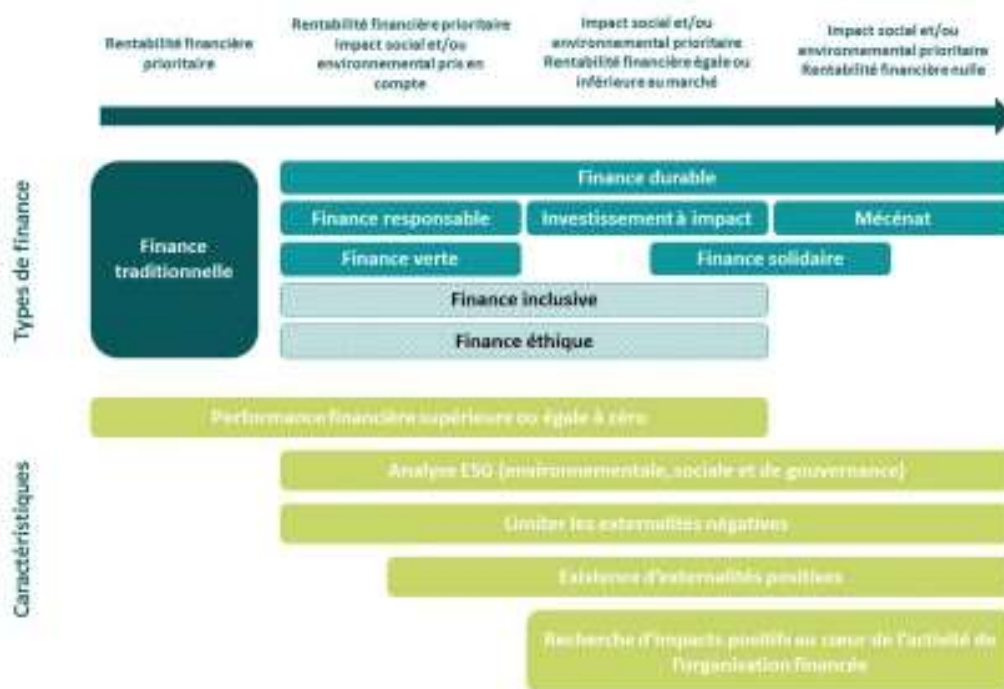 Rentabilité financière
prioritaire
Rentabilité financière prioritaire
Impact social et/ou
environnemental pris en
compte
Impact social et/ou
environnemental prioritaire
Rentabilité financière égale ou
inférieure au marché
Impact social et/ou
environnemental prioritaire
Rentabilité financière nulle
Types de finance
Finance
traditionnelle
Finance durable
Finance responsable
Investissement à impact
Mécénat
Finance verte
Finance solidaire
Finance inclusive
Finance éthique
Caractéristiques
Performance financière supérieure ou égale à zéro
Analyse ESG (environnementale, sociale et de gouvernance)
Limiter les externalités négatives
Existence d'externalités positives
Recherche d'impacts positifs au cœur de l'activité de
l'organisation financée